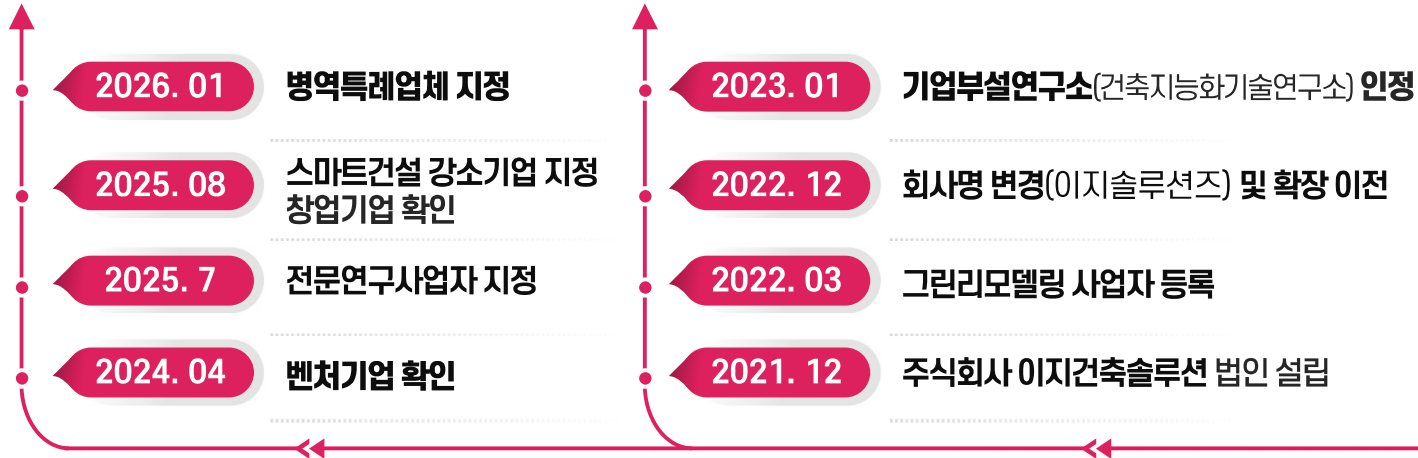 2026. 01
병역특례업체 지정
2025. 08
스마트건설 강소기업 지정
창업기업 확인
2025. 7
전문연구사업자 지정
2024. 04
벤처기업 확인
2023. 01
기업부설연구소(건축지능화기술연구소) 인정
2022. 12
회사명 변경(이지솔루션즈) 및 확장 이전
2022. 03
그린리모델링 사업자 등록
2021. 12
주식회사 이지건축솔루션 법인 설립